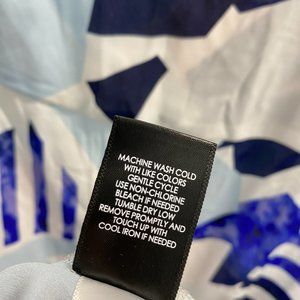 MACHINE WASH COLD
WITH LIKE COLORS
GENTLE CYCLE
USE NON-CHLORINE
BLEACH IF NEEDED
TUMBLE DRY LOW
REMOVE PROMPTLY AND
TOUCH UP WITH
COOL IRON IF NEEDED